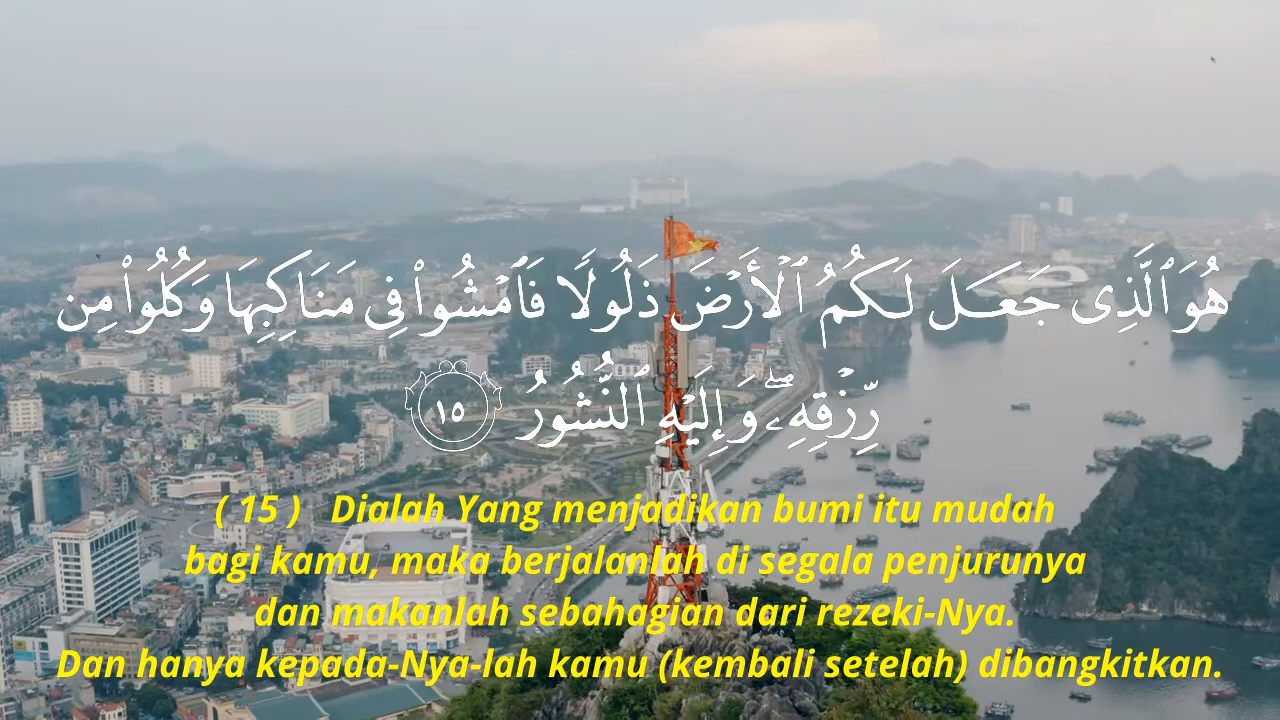 هُوَ ٱلَّذِى جَعَلَ لَكُمُ ٱلْأَرْضَ ذَلُولًا فَٱمْشُوا۟ فِى مَنَاكِبِهَا وَكُلُوا۟ مِن
رِّزْقِهِۦ ۖ وَإِلَيْهِ ٱلنُّشُورُ ١٥
( 15 ) Dialah Yang menjadikan bumi itu mudah
bagi kamu, maka berjalanlah di segala penjurunya
dan makanlah sebahagian dari rezeki-Nya.
Dan hanya kepada-Nya-lah kamu (kembali setelah) dibangkitkan.